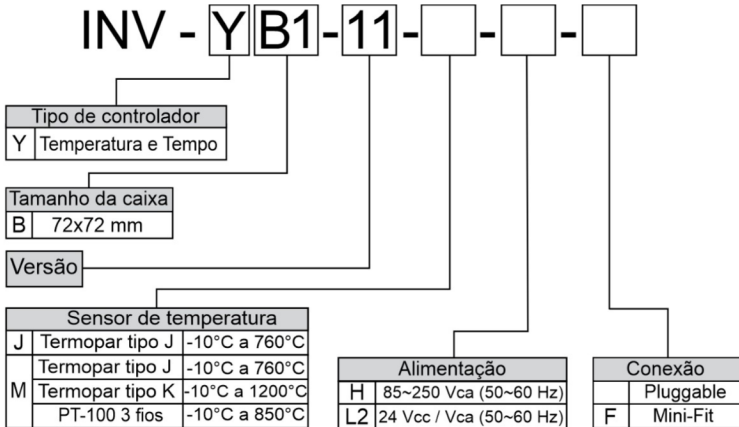 INV - Y B1 - 11 - - -
Tipo de controlador
Y Temperatura e Tempo
Tamanho da caixa
B 72x72 mm
Versão
Sensor de temperatura
J Termopar tipo J -10°C a 760°C
M Termopar tipo J -10°C a 760°C
Termopar tipo K -10°C a 1200°C
PT-100 3 fios -10°C a 850°C
Alimentação
H 85~250 Vca (50~60 Hz)
L2 24 Vcc / Vca (50~60 Hz)
Conexão
Pluggable
F Mini-Fit